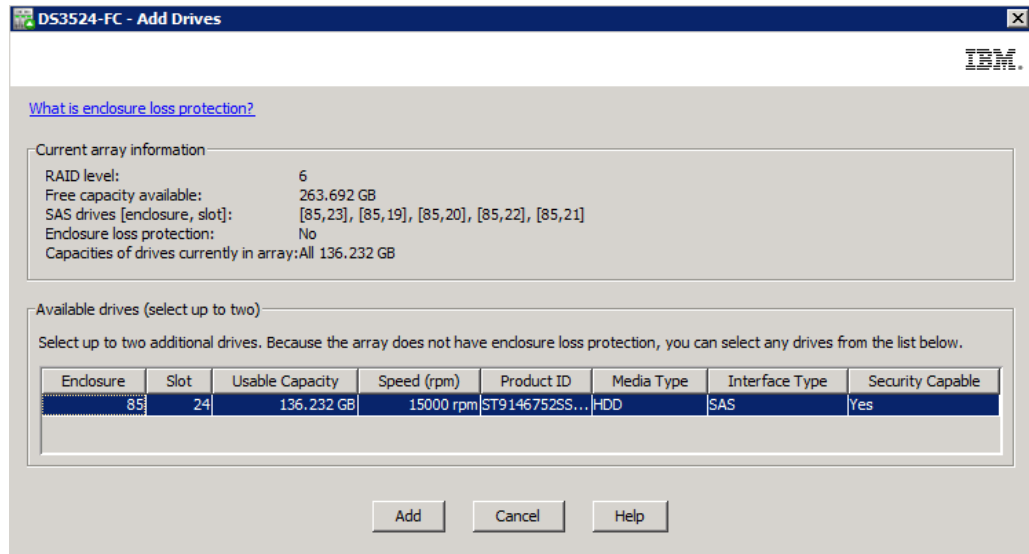 DS3524-FC - Add Drives
IBM.
What is enclosure loss protection?
Current array information
RAID level: 6
Free capacity available: 263.692 GB
SAS drives [enclosure, slot]: [85,23], [85,19], [85,20], [85,22], [85,21]
Enclosure loss protection: No
Capacities of drives currently in array: All 136.232 GB
Available drives (select up to two)
Select up to two additional drives. Because the array does not have enclosure loss protection, you can select any drives from the list below.
Enclosure Slot Usable Capacity Speed (rpm) Product ID Media Type Interface Type Security Capable
85 24 136.232 GB 15000 rpm ST9146752SS... HDD SAS Yes
Add Cancel Help